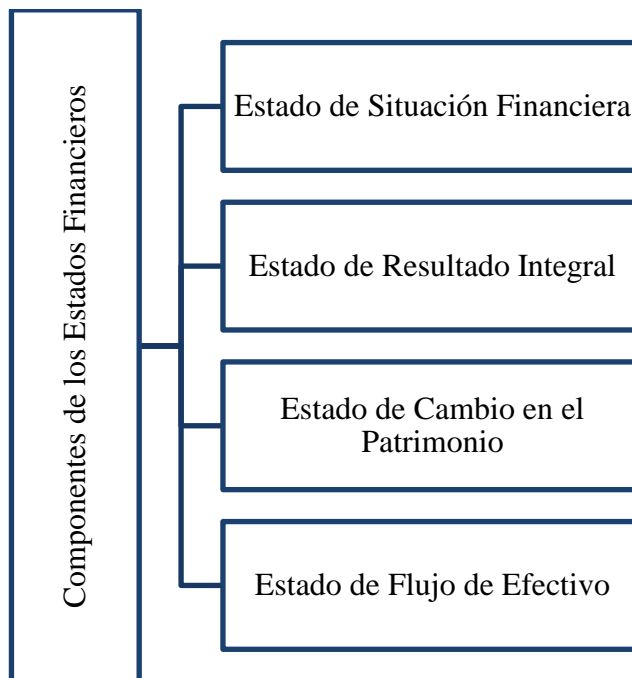 Componentes de los Estados Financieros
Estado de Situación Financiera
Estado de Resultado Integral
Estado de Cambio en el
Patrimonio
Estado de Flujo de Efectivo